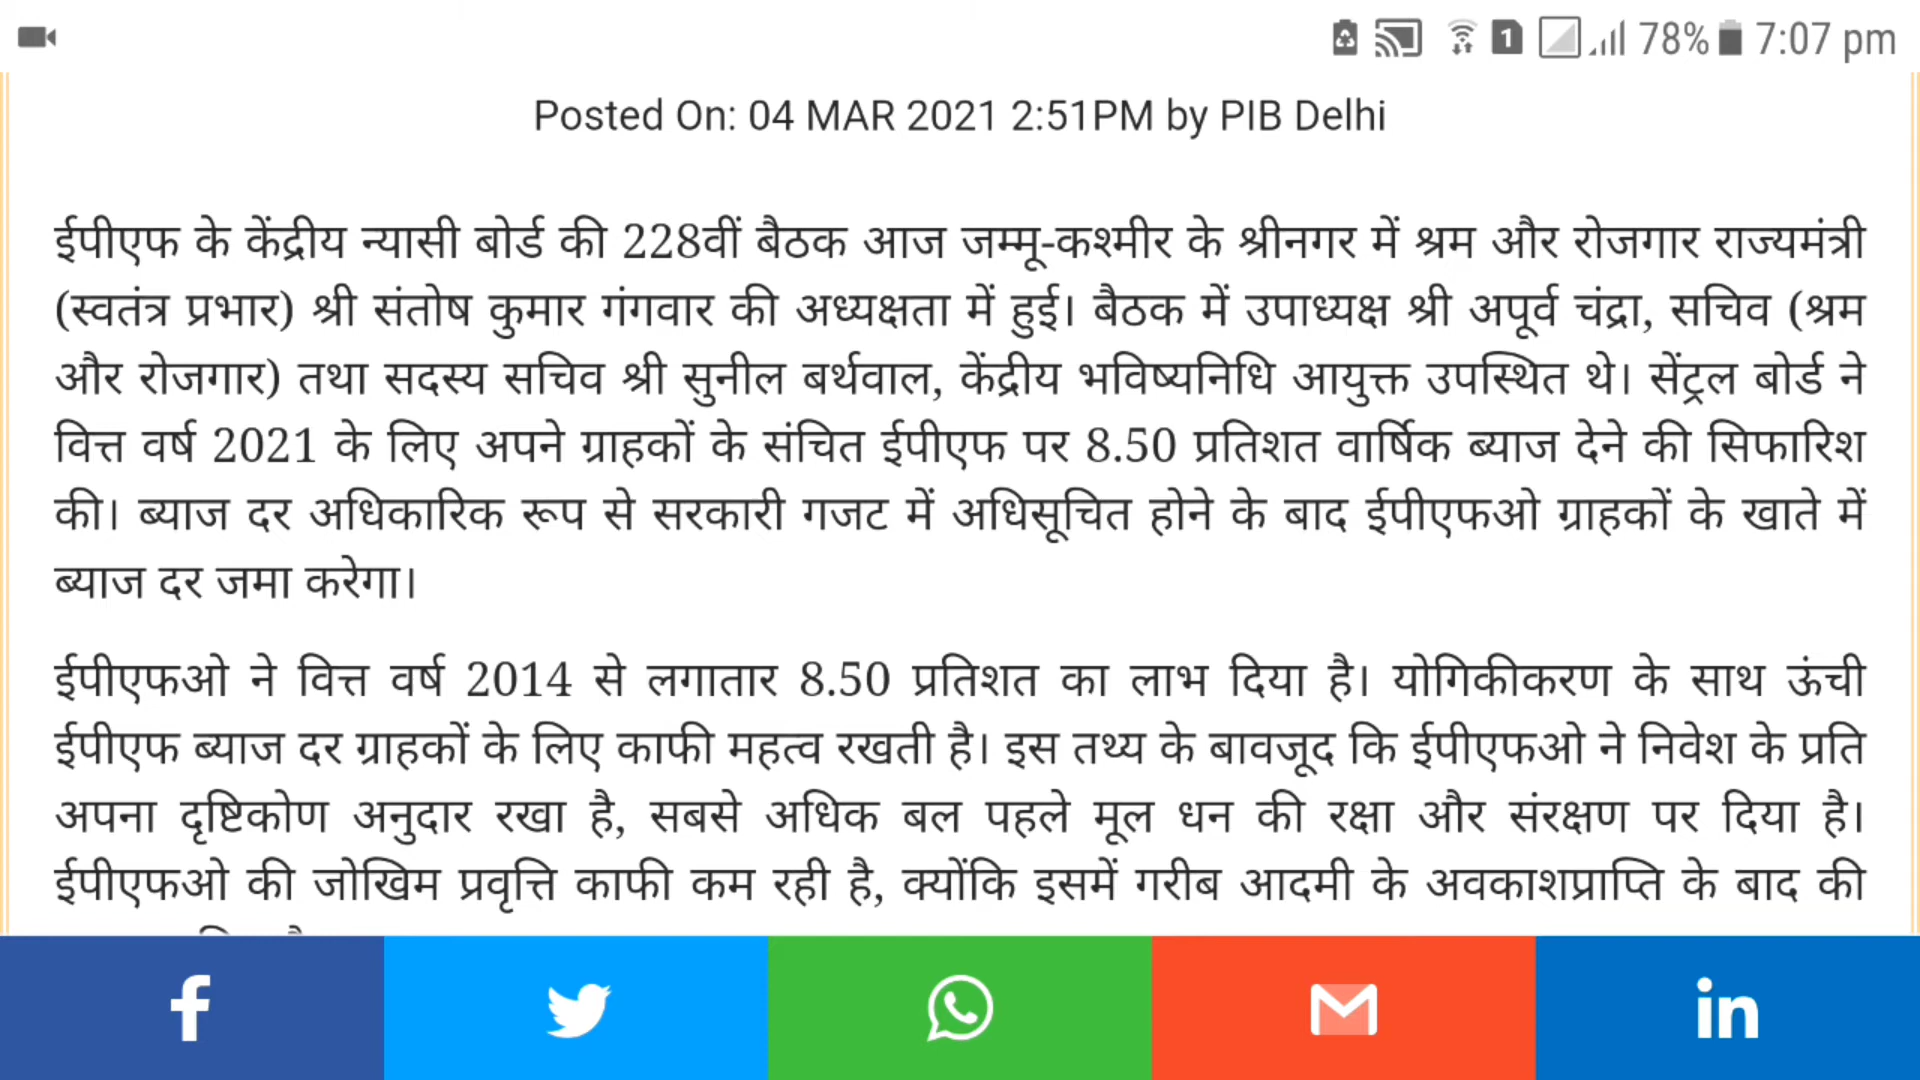 78% 7:07 pm
Posted On: 04 MAR 2021 2:51PM by PIB Delhi
ईपीएफ के केंद्रीय न्यासी बोर्ड की 228वीं बैठक आज जम्मू-कश्मीर के श्रीनगर में श्रम और रोजगार राज्यमंत्री
(स्वतंत्र प्रभार) श्री संतोष कुमार गंगवार की अध्यक्षता में हुई। बैठक में उपाध्यक्ष श्री अपूर्व चंद्रा, सचिव (श्रम
और रोजगार) तथा सदस्य सचिव श्री सुनील बर्थवाल, केंद्रीय भविष्यनिधि आयुक्त उपस्थित थे। सेंट्रल बोर्ड ने
वित्त वर्ष 2021 के लिए अपने ग्राहकों के संचित ईपीएफ पर 8.50 प्रतिशत वार्षिक ब्याज देने की सिफारिश
की। ब्याज दर अधिकारिक रूप से सरकारी गजट में अधिसूचित होने के बाद ईपीएफओ ग्राहकों के खाते में
ब्याज दर जमा करेगा।
ईपीएफओ ने वित्त वर्ष 2014 से लगातार 8.50 प्रतिशत का लाभ दिया है। योगिकीकरण के साथ ऊंची
ईपीएफ ब्याज दर ग्राहकों के लिए काफी महत्व रखती है। इस तथ्य के बावजूद कि ईपीएफओ ने निवेश के प्रति
अपना दृष्टिकोण अनुदार रखा है, सबसे अधिक बल पहले मूल धन की रक्षा और संरक्षण पर दिया है।
ईपीएफओ की जोखिम प्रवृत्ति काफी कम रही है, क्योंकि इसमें गरीब आदमी के अवकाशप्राप्ति के बाद की